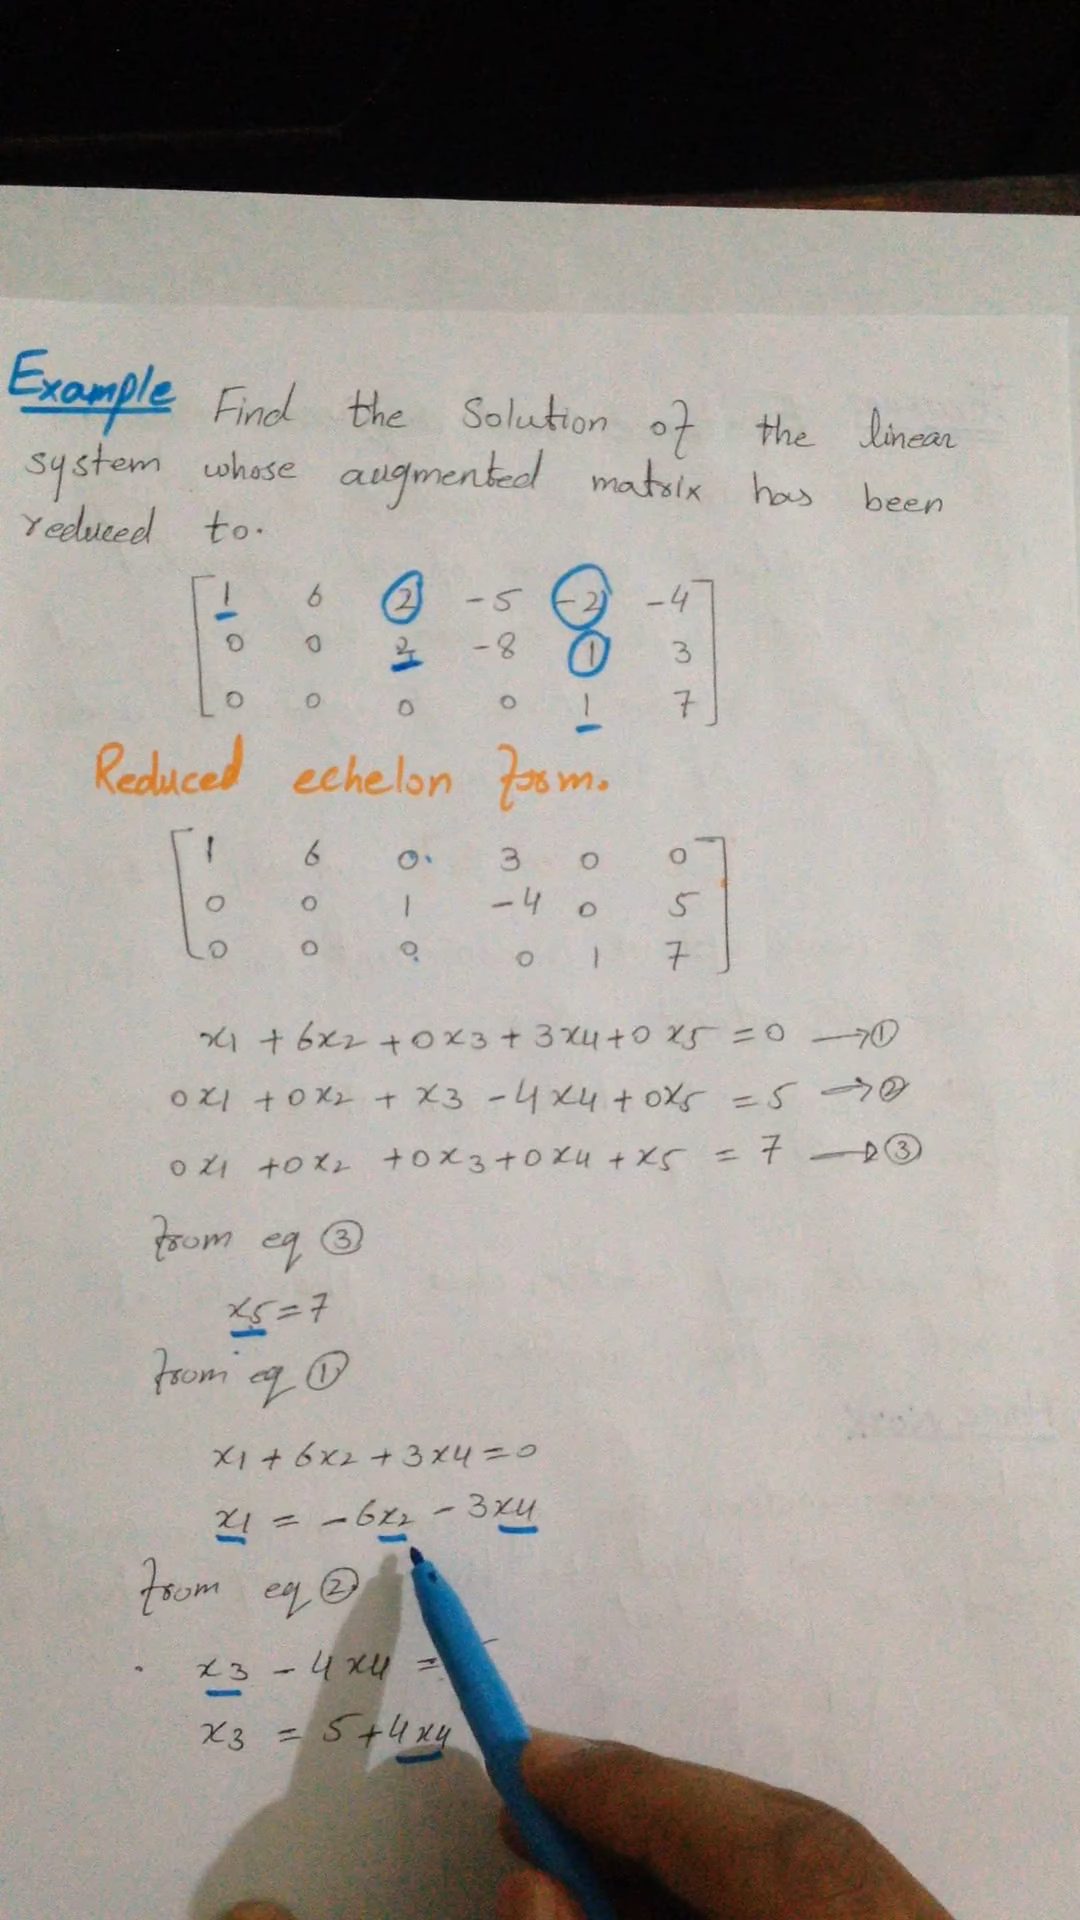 Example Find the Solution of the linear
system whose augmented matrix has been
reduced to.
1 6 2 -5 -2 -4
0 0 2 -8 1 3
0 0 0 0 1 7
Reduced echelon from.
1 6 0 3 0 0
0 0 1 -4 0 5
0 0 0 0 1 7
x1 + 6x2 + 0x3 + 3x4 + 0x5 = 0 → ①
0x1 + 0x2 + x3 - 4x4 + 0x5 = 5 → ②
0x1 + 0x2 + 0x3 + 0x4 + x5 = 7 → ③
from eq ③
x5 = 7
from eq ①
x1 + 6x2 + 3x4 = 0
x1 = -6x2 - 3x4
from eq ②
x3 - 4x4 =
x3 = 5 + 4x4